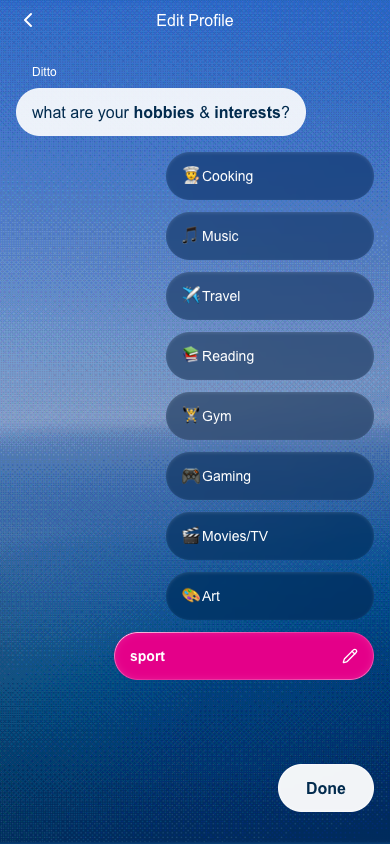 Edit Profile
Ditto
what are your hobbies & interests?
Cooking
Music
Travel
Reading
Gym
Gaming
Movies/TV
Art
sport
Done